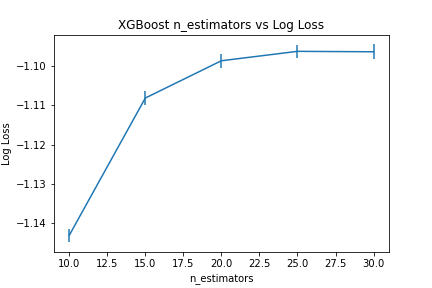 XGBoost n_estimators vs Log Loss
Log Loss
−1.10
−1.11
−1.12
−1.13
−1.14
10.0 12.5 15.0 17.5 20.0 22.5 25.0 27.5 30.0
n_estimators